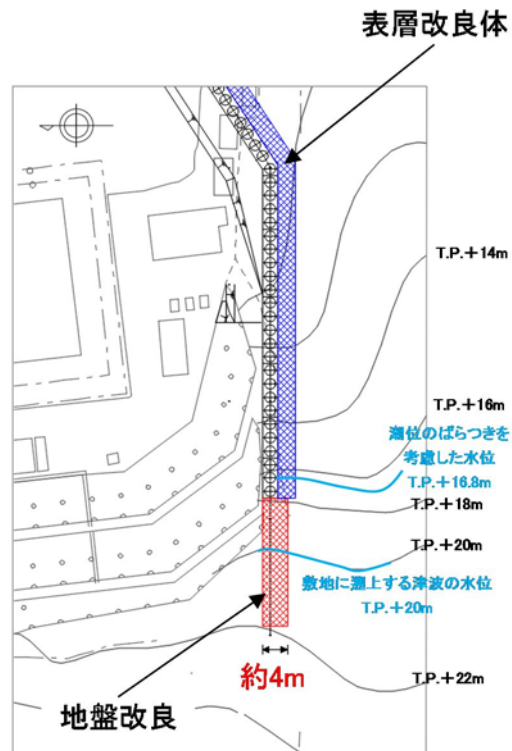 表層改良体
T.P.+14m
T.P.+16m
潮位のばらつきを
考慮した水位
T.P.+16.8m
T.P.+18m
T.P.+20m
敷地に遡上する津波の水位
T.P.+20m
約4m
T.P.+22m
地盤改良